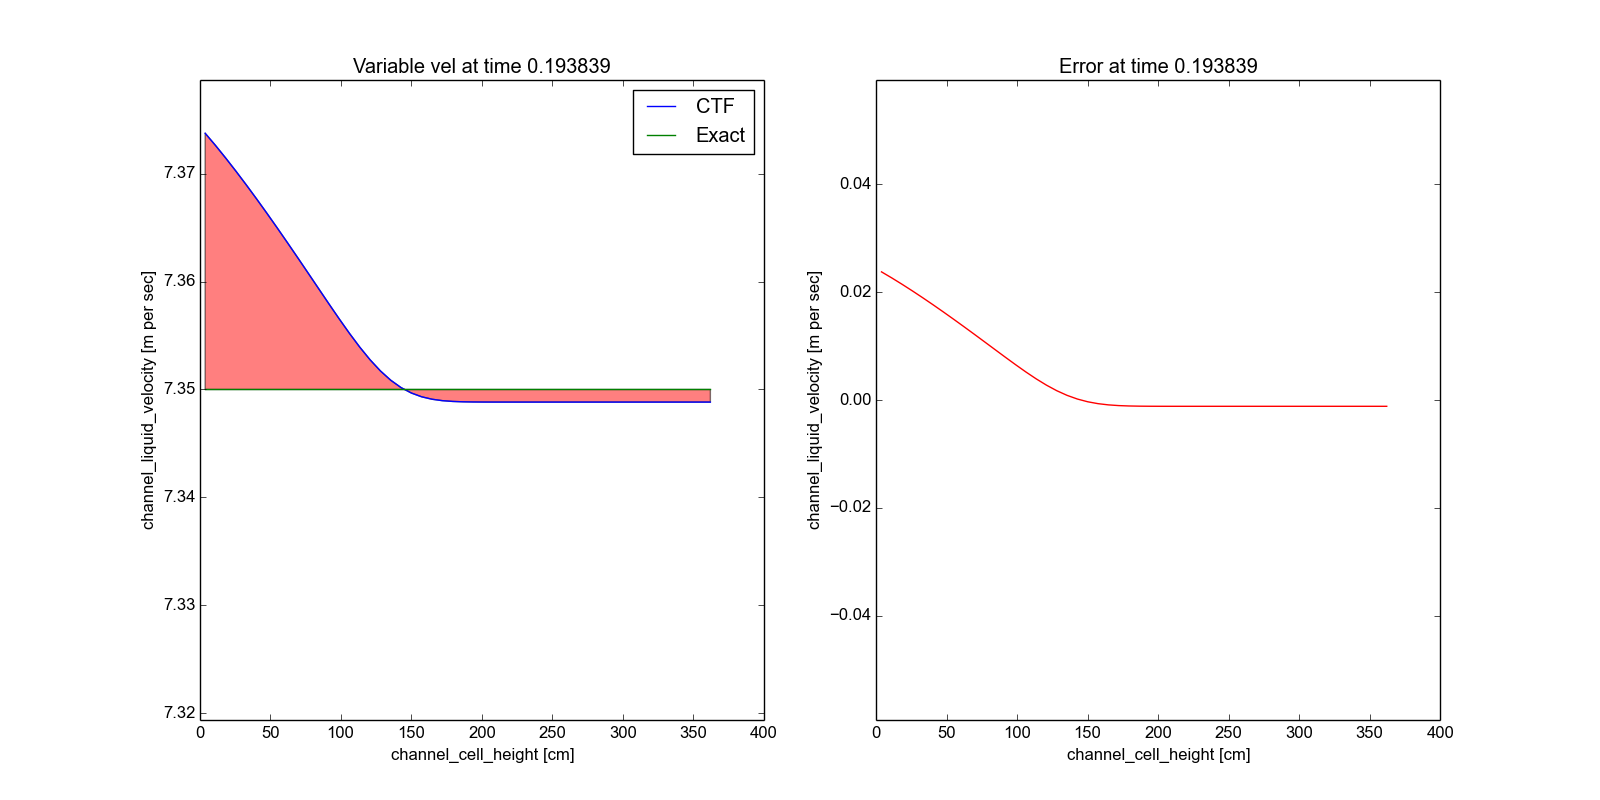 Variable vel at time 0.193839
CTF
Exact
7.37
7.36
7.35
7.34
7.33
7.32
channel_liquid_velocity [m per sec]
0 50 100 150 200 250 300 350 400
channel_cell_height [cm]
Error at time 0.193839
0.04
0.02
0.00
−0.02
−0.04
channel_liquid_velocity [m per sec]
0 50 100 150 200 250 300 350 400
channel_cell_height [cm]